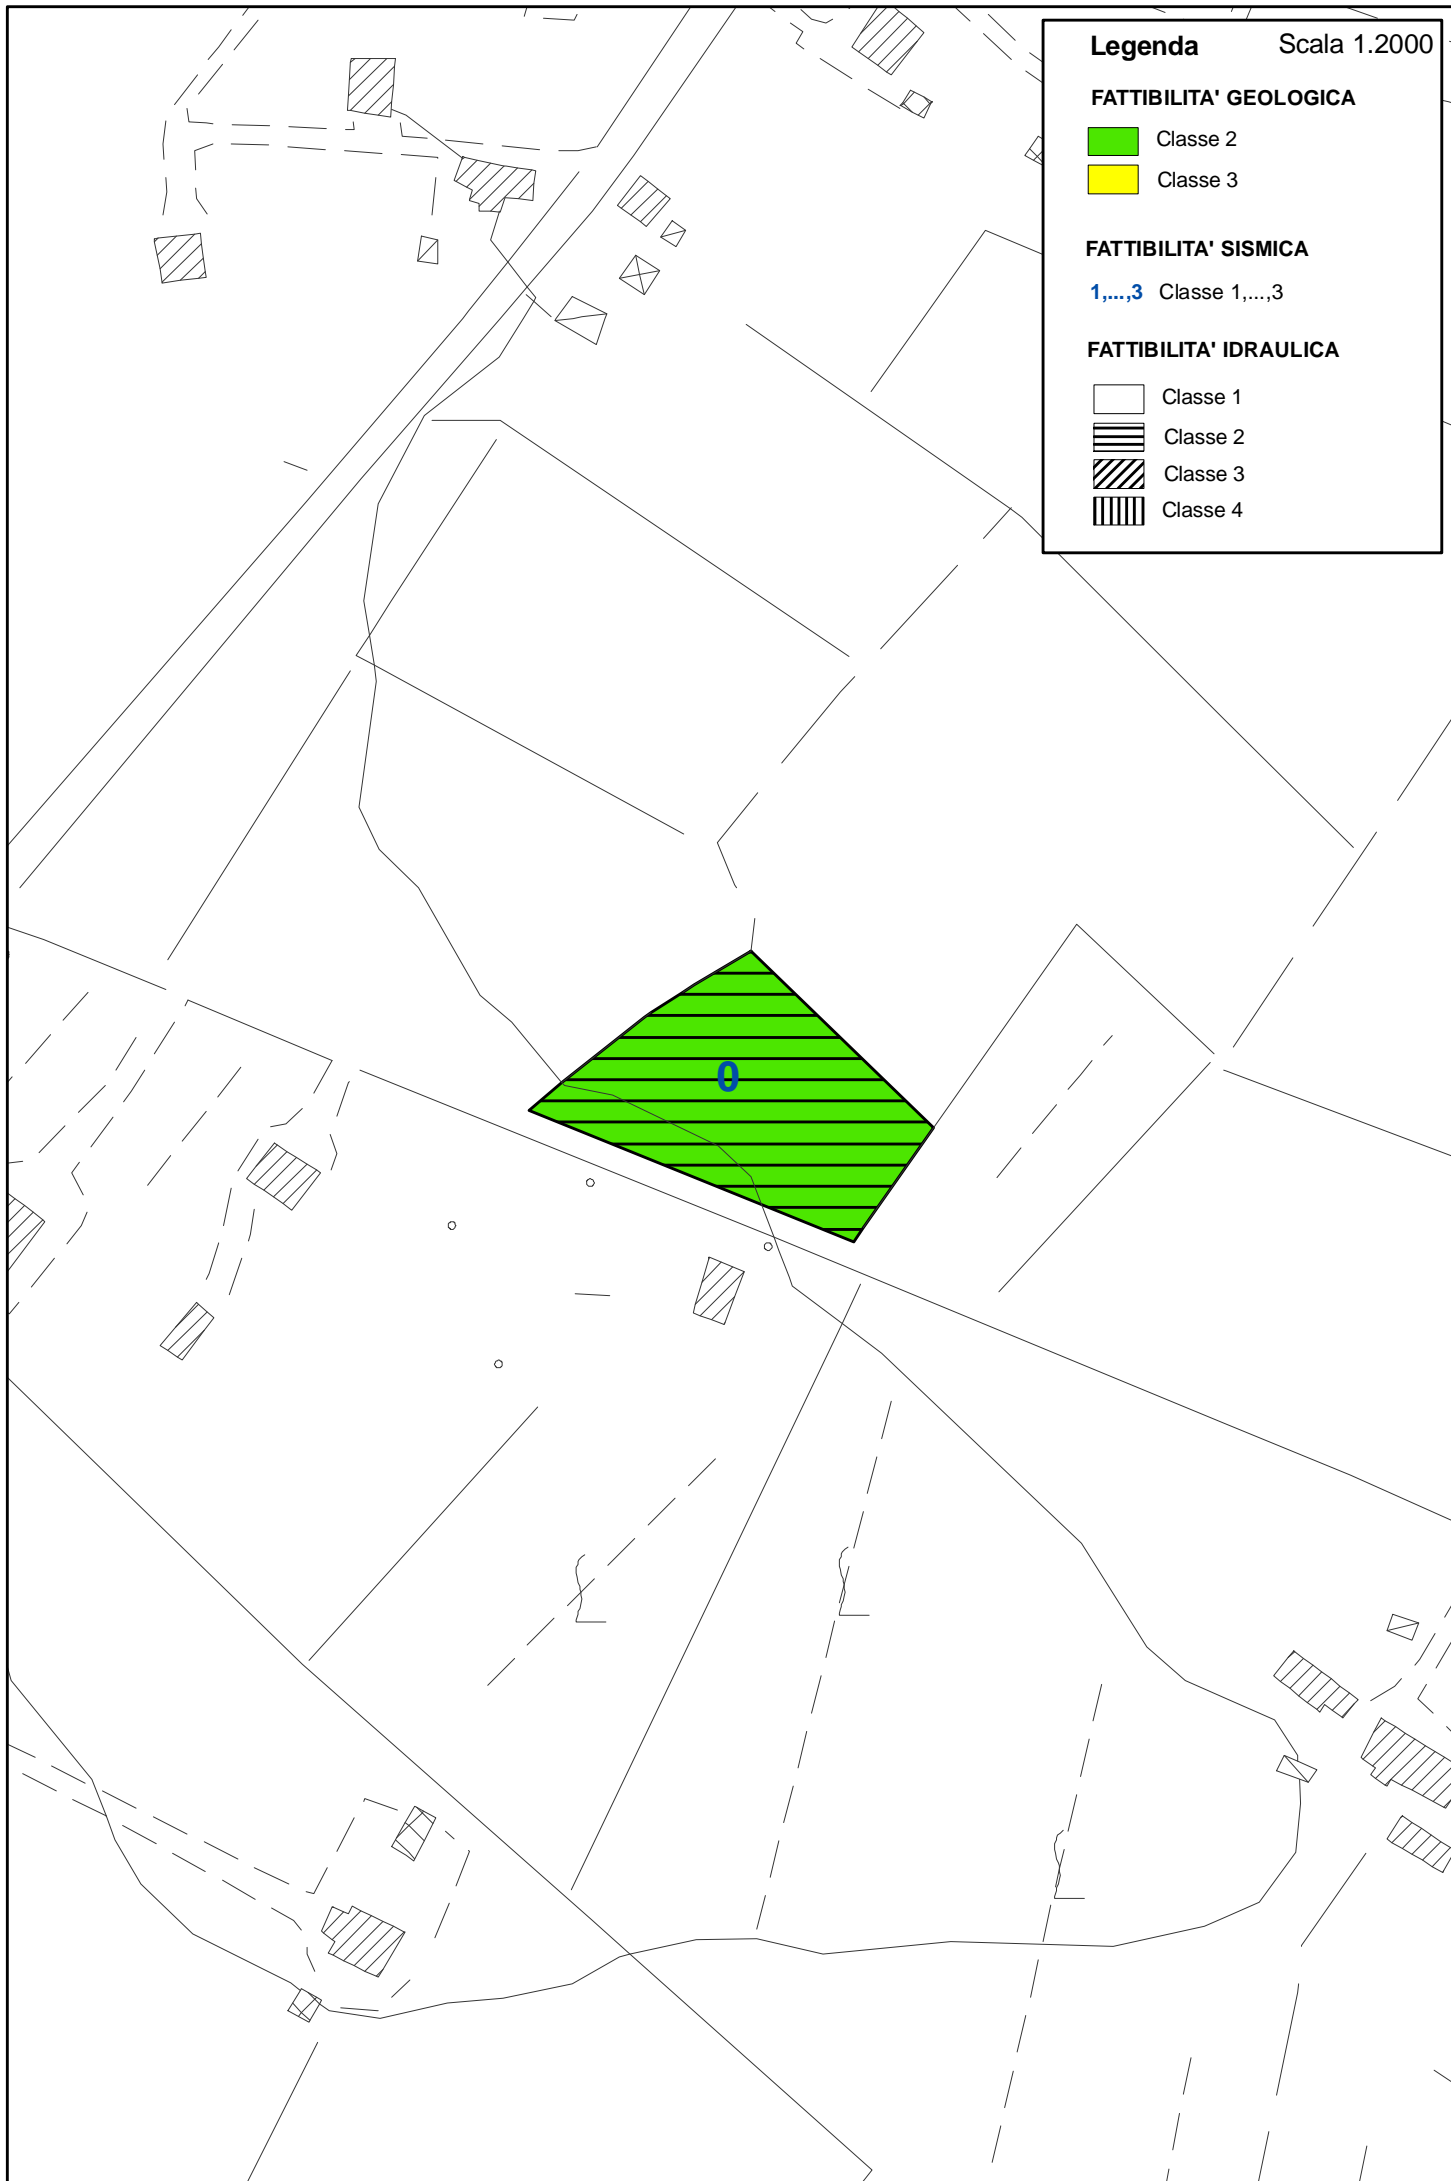 Legenda Scala 1.2000
FATTIBILITA' GEOLOGICA
Classe 2
Classe 3
FATTIBILITA' SISMICA
1,...,3 Classe 1,...,3
FATTIBILITA' IDRAULICA
Classe 1
Classe 2
Classe 3
Classe 4
0